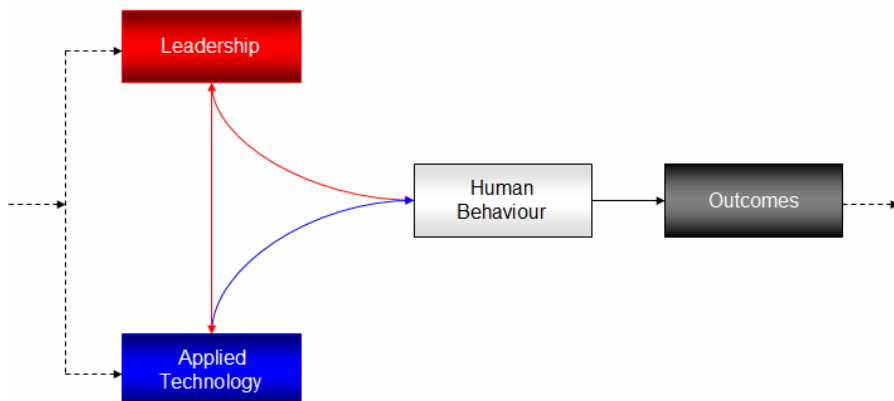 Leadership
Human
Behaviour
Outcomes
Applied
Technology